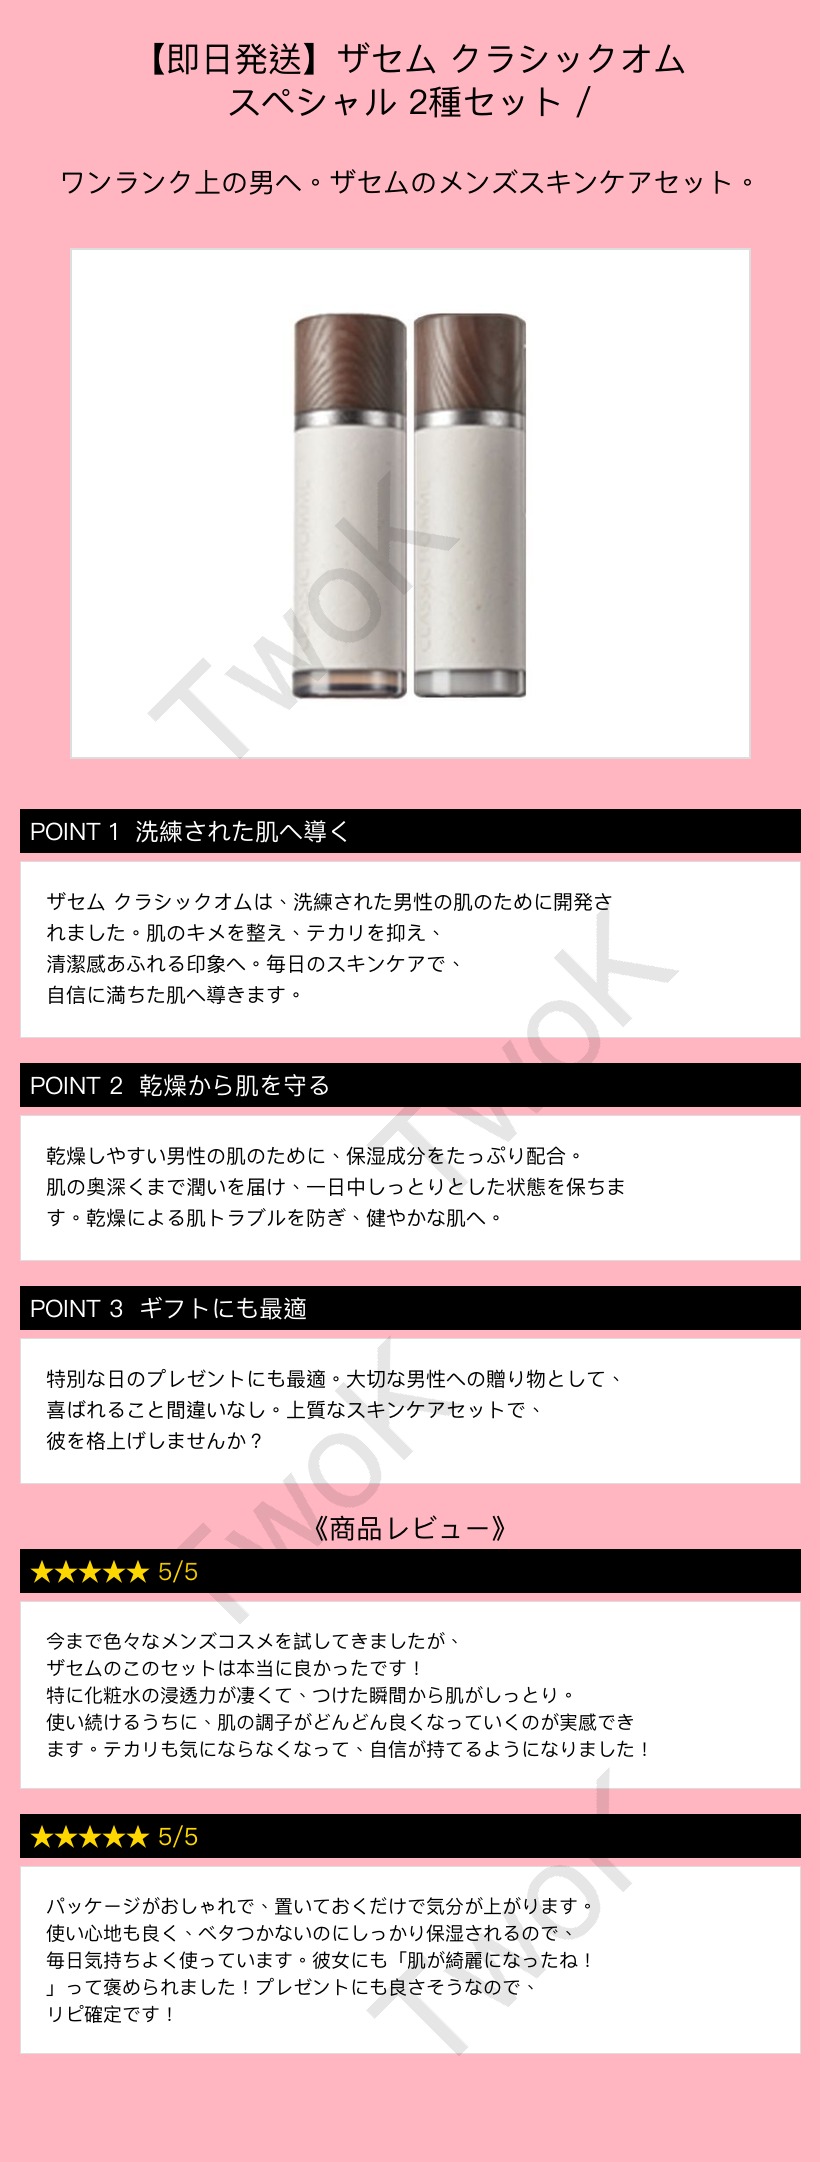 【即日発送】ザセム クラシックオム
スペシャル 2種セット /
ワンランク上の男へ。ザセムのメンズスキンケアセット。
CLASSIC HOMME
CLASSIC HOMME
TwoK
POINT 1 洗練された肌へ導く
ザセム クラシックオムは、洗練された男性の肌のために開発さ
れました。肌のキメを整え、テカリを抑え、
清潔感あふれる印象へ。毎日のスキンケアで、
自信に満ちた肌へ導きます。
TwoK
POINT 2 乾燥から肌を守る
乾燥しやすい男性の肌のために、保湿成分をたっぷり配合。
肌の奥深くまで潤いを届け、一日中しっとりとした状態を保ちま
す。乾燥による肌トラブルを防ぎ、健やかな肌へ。
POINT 3 ギフトにも最適
特別な日のプレゼントにも最適。大切な男性への贈り物として、
喜ばれること間違いなし。上質なスキンケアセットで、
彼を格上げしませんか？
TwoK
《商品レビュー》
★★★★★ 5/5
今まで色々なメンズコスメを試してきましたが、
ザセムのこのセットは本当に良かったです！
特に化粧水の浸透力が凄くて、つけた瞬間から肌がしっとり。
使い続けるうちに、肌の調子がどんどん良くなっていくのが実感でき
ます。テカリも気にならなくなって、自信が持てるようになりました！
★★★★★ 5/5
パッケージがおしゃれで、置いておくだけで気分が上がります。
使い心地も良く、ベタつかないのにしっかり保湿されるので、
毎日気持ちよく使っています。彼女にも「肌が綺麗になったね！
」って褒められました！プレゼントにも良さそうなので、
リピ確定です！
TwoK